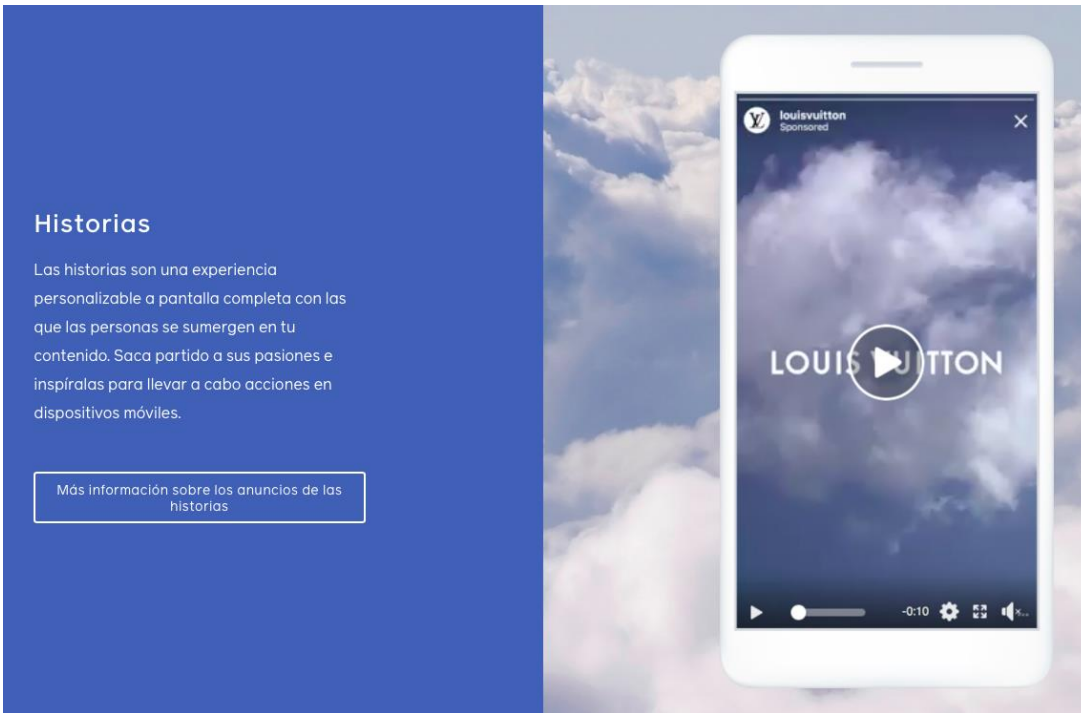 Historias
Las historias son una experiencia
personalizable a pantalla completa con las
que las personas se sumergen en tu
contenido. Saca partido a sus pasiones e
inspíralas para llevar a cabo acciones en
dispositivos móviles.
Más información sobre los anuncios de las
historias
louisvuitton
Sponsored
LOUIS VUITTON
-0:10